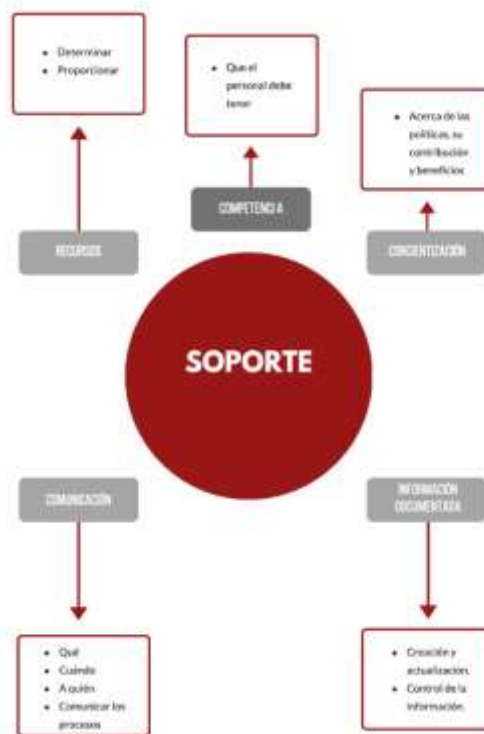 • Determinar
• Proporcionar
• Que el
personal debe
tener
• Acerca de las
políticas, su
contribución
y beneficios
COMPETENCI A
RECURSOS
CONCIENTIZACIÓN
SOPORTE
COMUNICACIÓN
INFORMACIÓN
DOCUMENTADA
• Qué
• Cuándo
• A quién
• Comunicar los
procesos
• Creación y
actualización.
• Control de la
información.